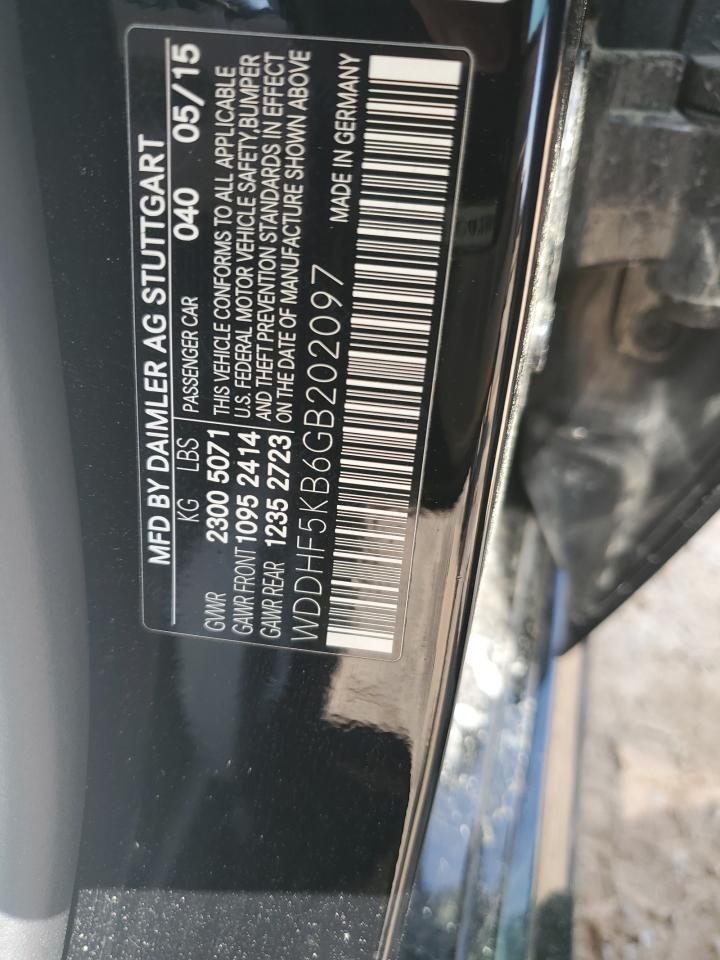 MFD BY DAIMLER AG STUTTGART
KG LBS PASSENGER CAR 040 05/15
GVWR 2300 5071 THIS VEHICLE CONFORMS TO ALL APPLICABLE
GAWR FRONT 1095 2414 U.S. FEDERAL MOTOR VEHICLE SAFETY,BUMPER
GAWR REAR 1235 2723 AND THEFT PREVENTION STANDARDS IN EFFECT
ON THE DATE OF MANUFACTURE SHOWN ABOVE
WDDHF5KB6GB202097
MADE IN GERMANY